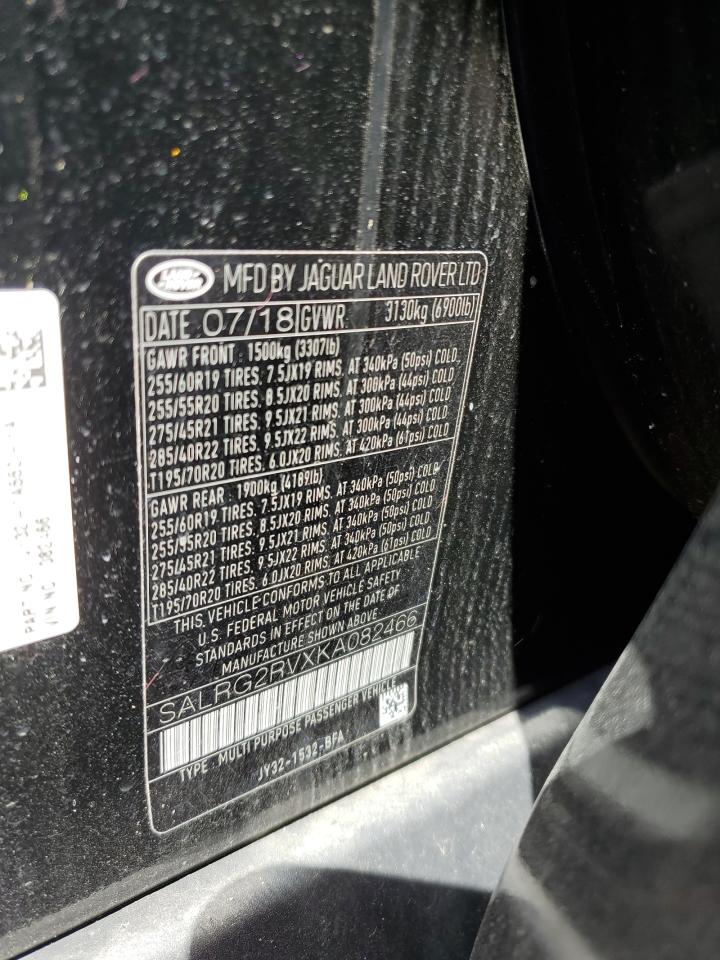 LAND ROVER
MFD BY JAGUAR LAND ROVER LTD
DATE 07/18 GVWR 3130kg (6900lb)
GAWR FRONT : 1500kg (3307lb)
255/60R19 TIRES, 7.5JX19 RIMS, AT 340kPa (50psi) COLD
255/55R20 TIRES, 8.5JX20 RIMS, AT 300kPa (44psi) COLD
275/45R21 TIRES, 9.5JX21 RIMS, AT 300kPa (44psi) COLD
285/40R22 TIRES, 9.5JX22 RIMS, AT 300kPa (44psi) COLD
T195/70R20 TIRES, 6.0JX20 RIMS, AT 420kPa (61psi) COLD
GAWR REAR : 1900kg (4189lb)
255/60R19 TIRES, 7.5JX19 RIMS, AT 340kPa (50psi) COLD
255/55R20 TIRES, 8.5JX20 RIMS, AT 340kPa (50psi) COLD
275/45R21 TIRES, 9.5JX21 RIMS, AT 340kPa (50psi) COLD
285/40R22 TIRES, 9.5JX22 RIMS, AT 340kPa (50psi) COLD
T195/70R20 TIRES, 6.0JX20 RIMS, AT 420kPa (61psi) COLD
THIS VEHICLE CONFORMS TO ALL APPLICABLE
U.S. FEDERAL MOTOR VEHICLE SAFETY
STANDARDS IN EFFECT ON THE DATE OF
MANUFACTURE SHOWN ABOVE
SALRG2RVXKA082466
TYPE : MULTI PURPOSE PASSENGER VEHICLE
JY32-1532-BFA
PART NO.
VIN NO. 082466